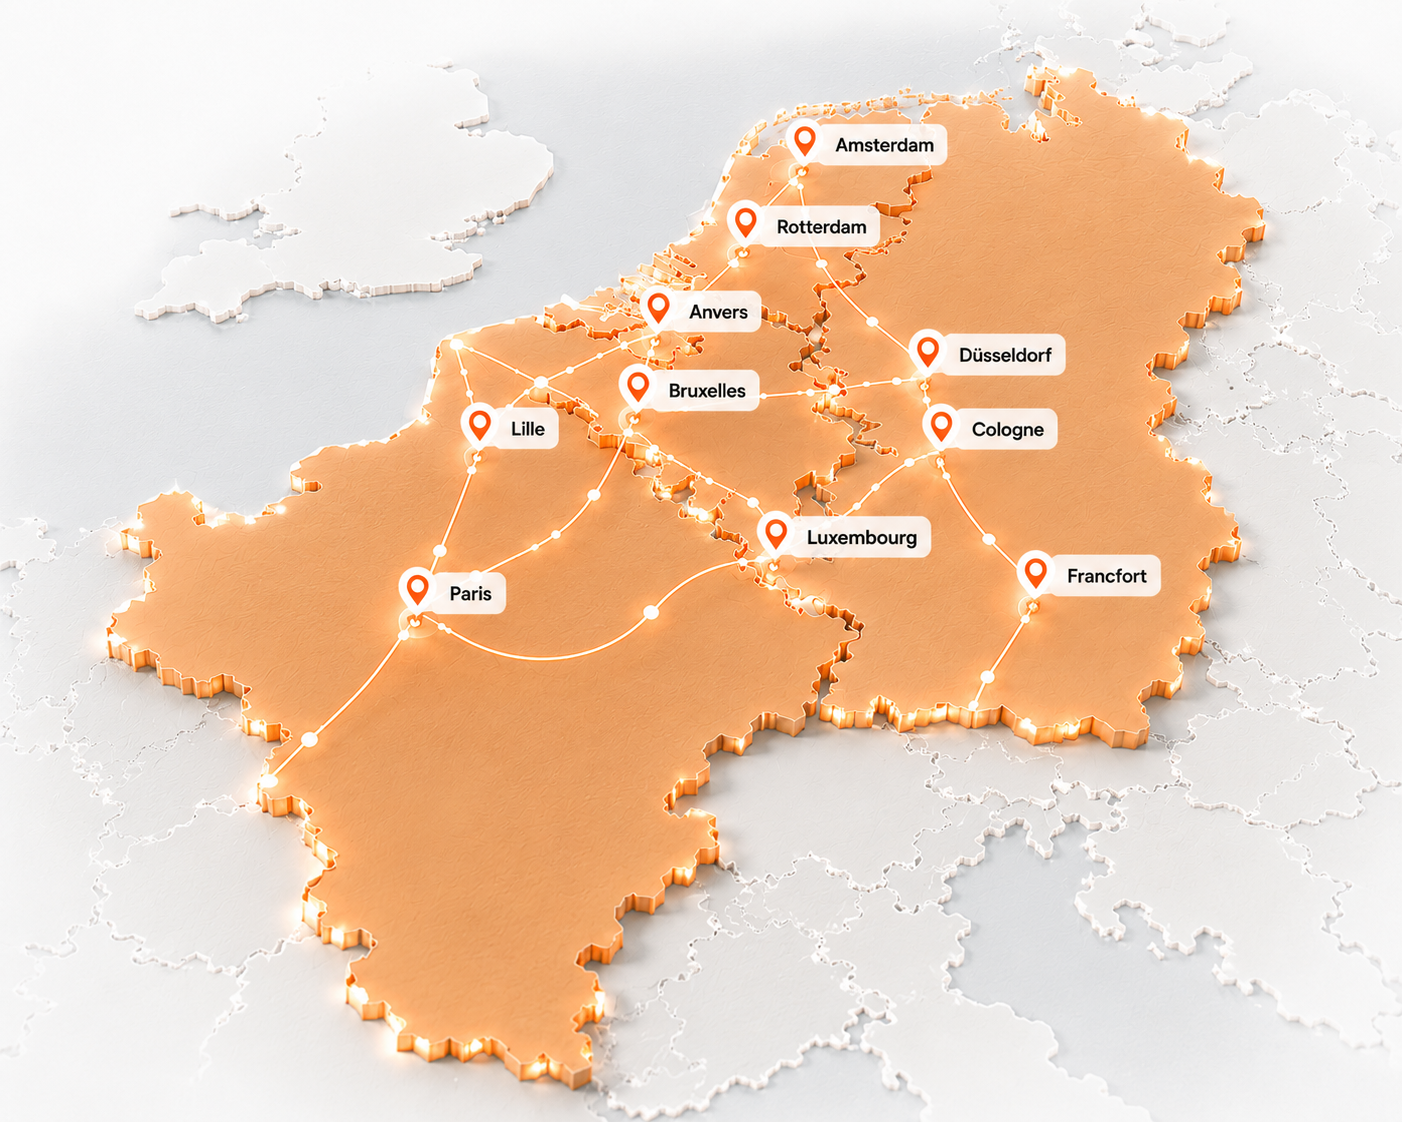 Amsterdam
Rotterdam
Anvers
Düsseldorf
Bruxelles
Lille
Cologne
Luxembourg
Francfort
Paris